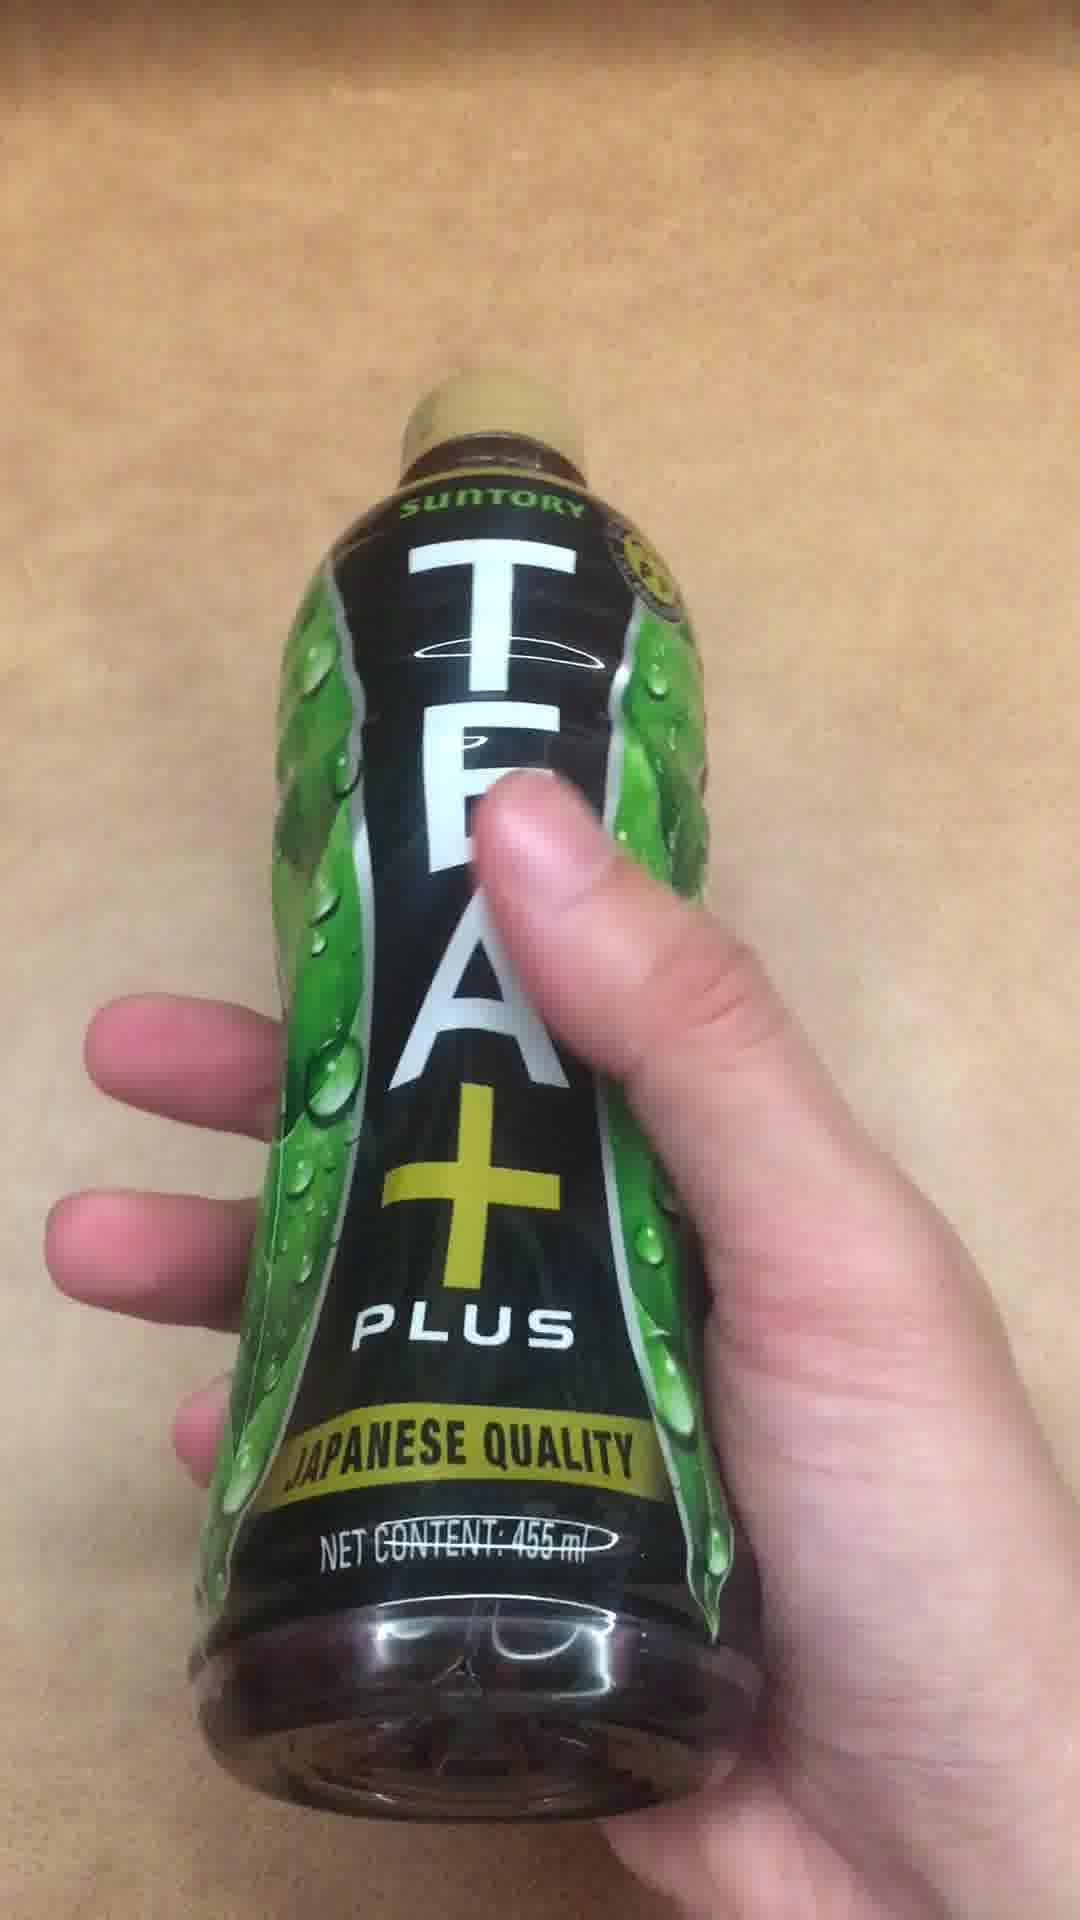 SUNTORY
TEA
+
PLUS
JAPANESE QUALITY
NET CONTENT: 455 ml